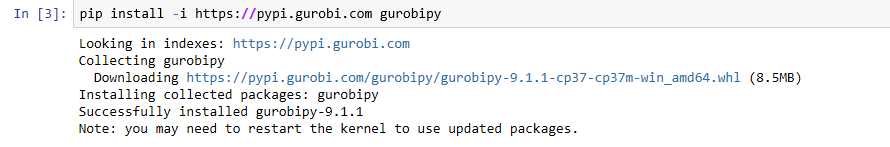 In [3]: pip install -i https://pypi.gurobi.com gurobipy
Looking in indexes: https://pypi.gurobi.com
Collecting gurobipy
  Downloading https://pypi.gurobi.com/gurobipy/gurobipy-9.1.1-cp37-cp37m-win_amd64.whl (8.5MB)
Installing collected packages: gurobipy
Successfully installed gurobipy-9.1.1
Note: you may need to restart the kernel to use updated packages.